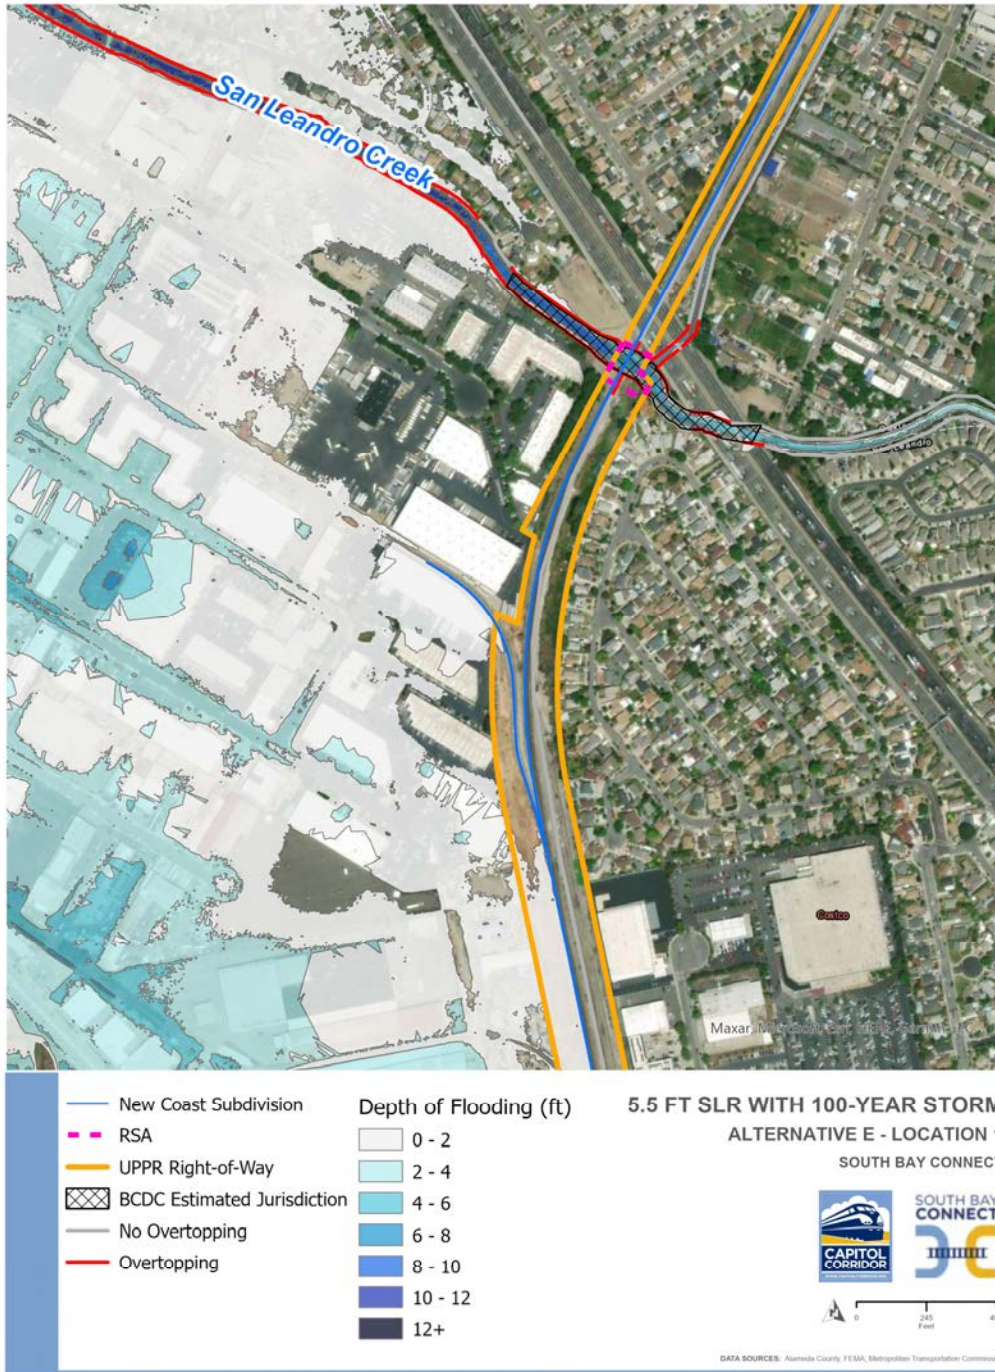 San Leandro Creek
Costco
New Coast Subdivision
RSA
UPPR Right-of-Way
BCDC Estimated Jurisdiction
No Overtopping
Overtopping
Depth of Flooding (ft)
0 - 2
2 - 4
4 - 6
6 - 8
8 - 10
10 - 12
12+
5.5 FT SLR WITH 100-YEAR STORM
ALTERNATIVE E - LOCATION
SOUTH BAY CONNECT
CAPITOL
CORRIDOR
SOUTH BAY
CONNECT
0
245
Feet
DATA SOURCES: Alameda County, FEMA, Metropolitan Transportation